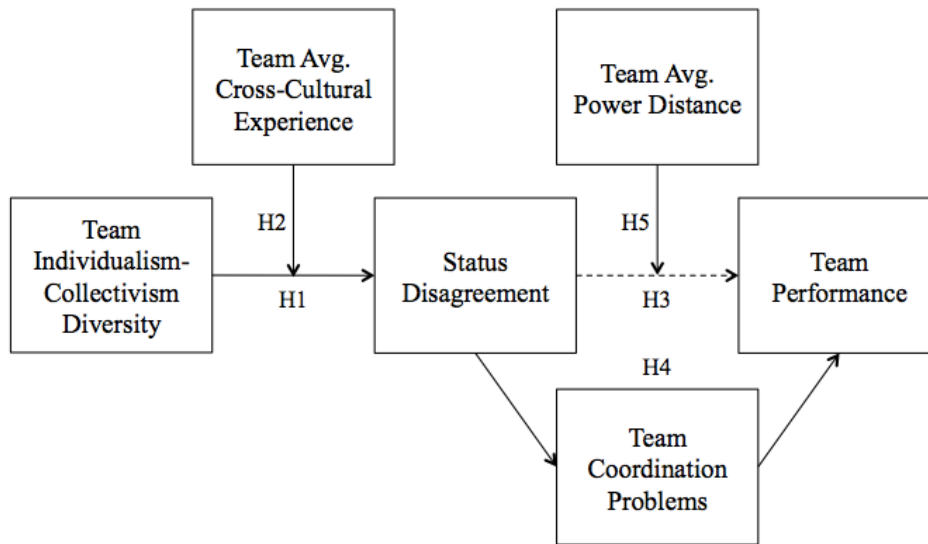 Team Avg.
Cross-Cultural
Experience
Team Avg.
Power Distance
Team
Individualism-
Collectivism
Diversity
H2
H1
Status
Disagreement
H5
H3
Team
Performance
H4
Team
Coordination
Problems